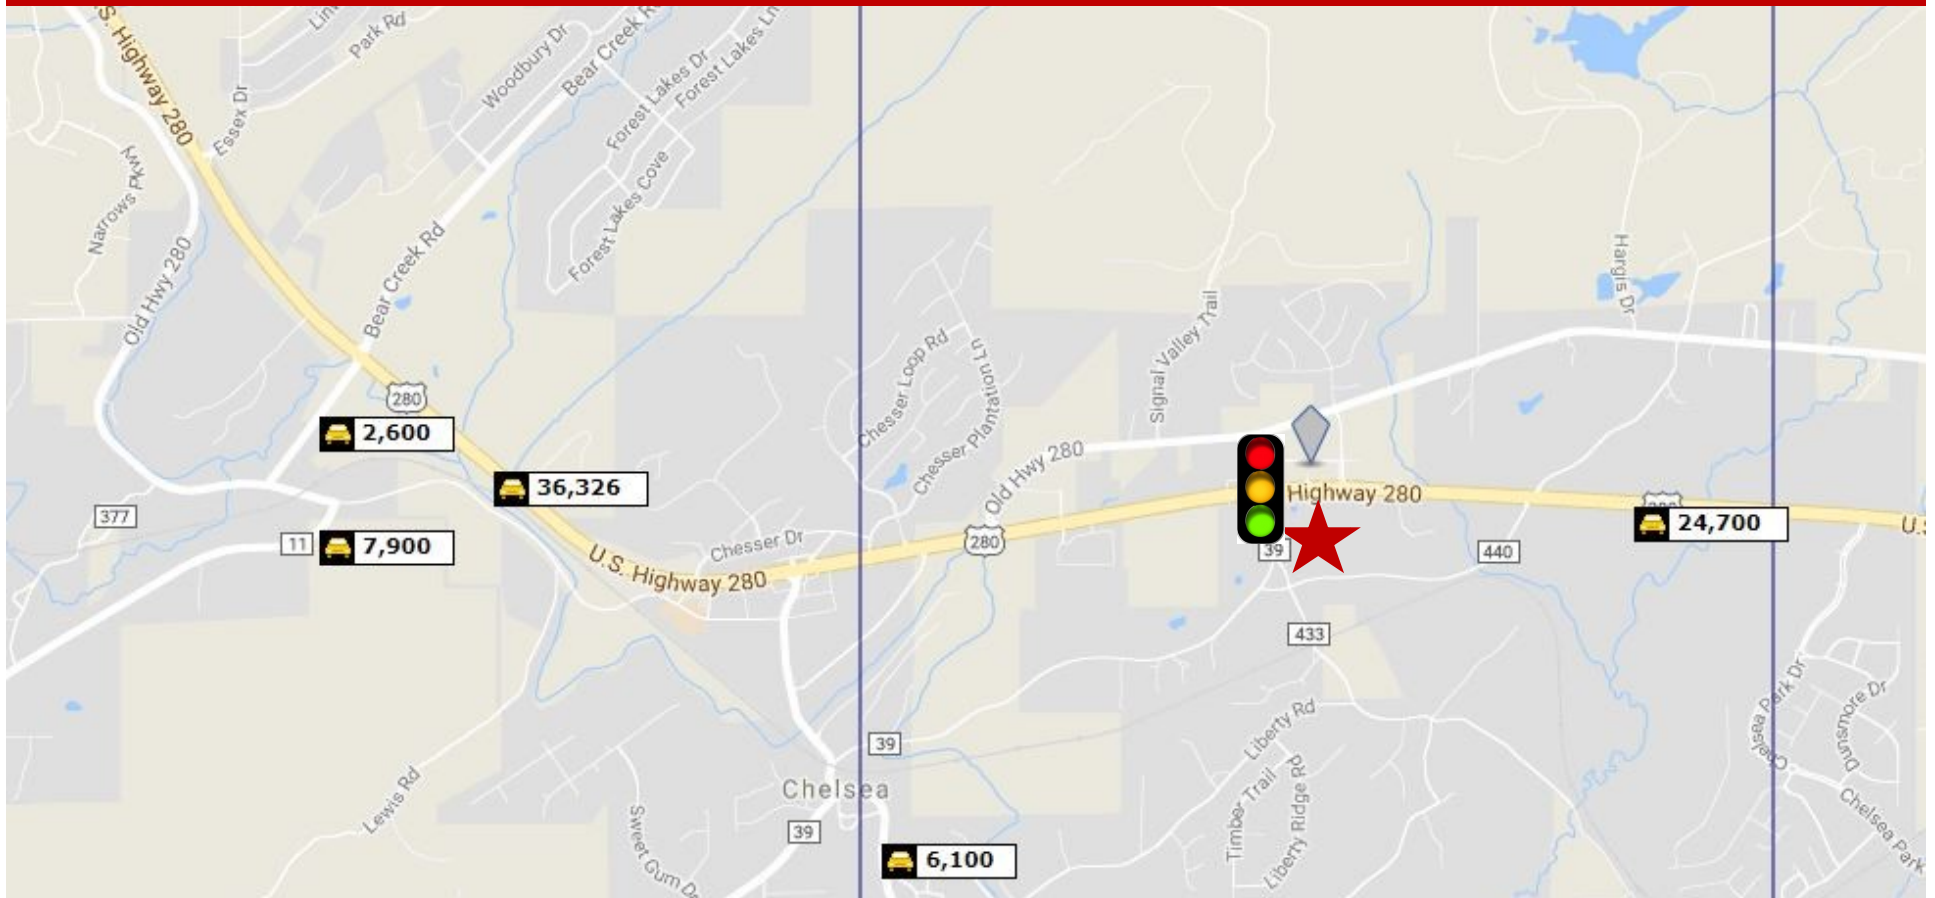 U.S. Highway 280
Park Rd
Woodbury Dr
Bear Creek Rd
Forest Lakes Dr
Forest Lakes Ln
Essex Dr
Narrows Pkwy
Forest Lakes Cove
Old Hwy 280
Bear Creek Rd
Hargis Dr
Signal Valley Trail
Chesser Loop Rd
Chesser Plantation Ln
280
2,600
Old Hwy 280
36,326
Highway 280
377
24,700
11
7,900
Chesser Dr
280
39
440
U.S. Highway 280
433
Chelsea Park Dr
Dunsmore Dr
Liberty Rd
39
Chelsea
Timber Trail
Liberty Ridge Rd
Lewis Rd
39
Sweet Gum Dr
6,100
Chelsea
Chelsea Park